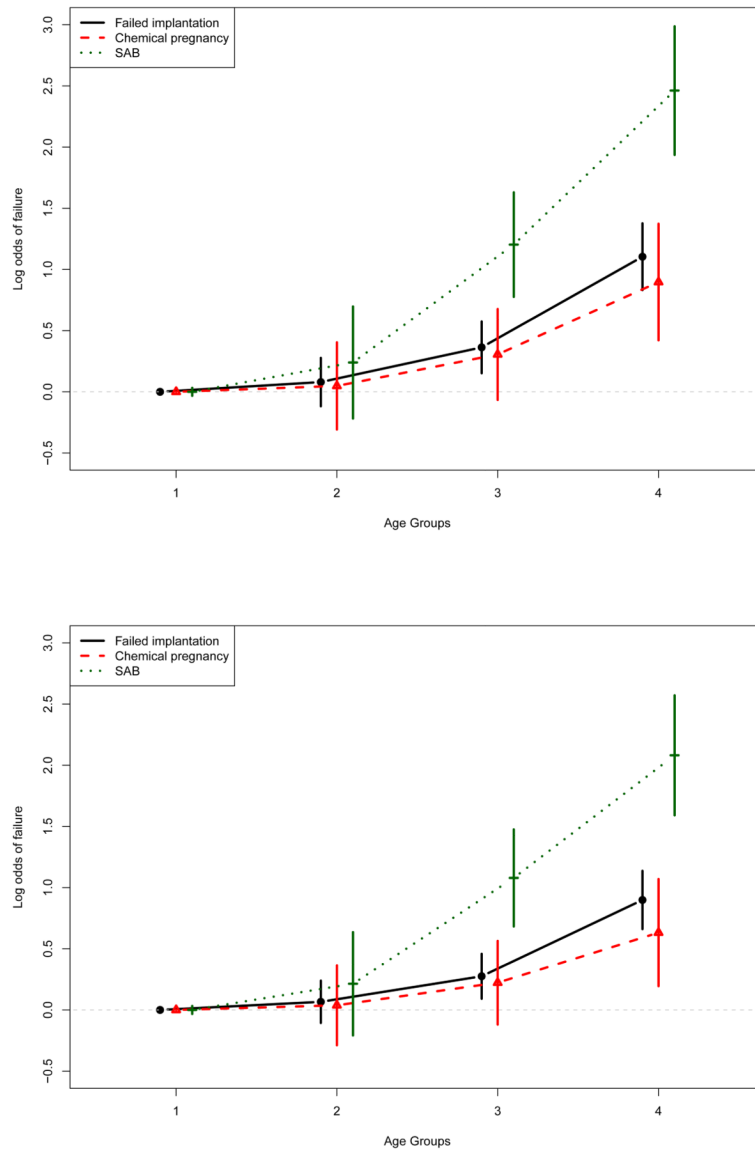 Failed implantation
Chemical pregnancy
SAB
3.0
2.5
2.0
1.5
1.0
0.5
0.0
−0.5
Log odds of failure
1 2 3 4
Age Groups
Failed implantation
Chemical pregnancy
SAB
3.0
2.5
2.0
1.5
1.0
0.5
0.0
−0.5
Log odds of failure
1 2 3 4
Age Groups